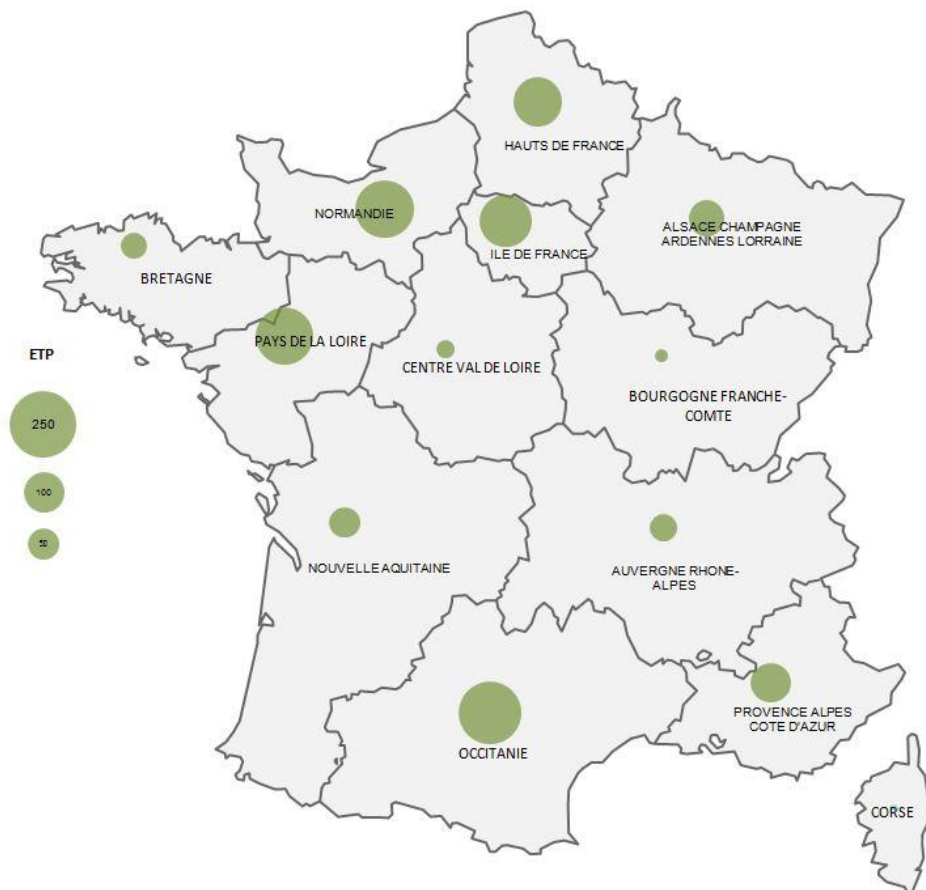 HAUTS DE FRANCE
NORMANDIE
ALSACE CHAMPAGNE
ARDENNES LORRAINE
ILE DE FRANCE
BRETAGNE
PAYS DE LA LOIRE
CENTRE VAL DE LOIRE
BOURGOGNE FRANCHE-
COMTE
ETP
250
100
50
NOUVELLE AQUITAINE
AUVERGNE RHONE-
ALPES
PROVENCE ALPES
COTE D'AZUR
OCCITANIE
CORSE